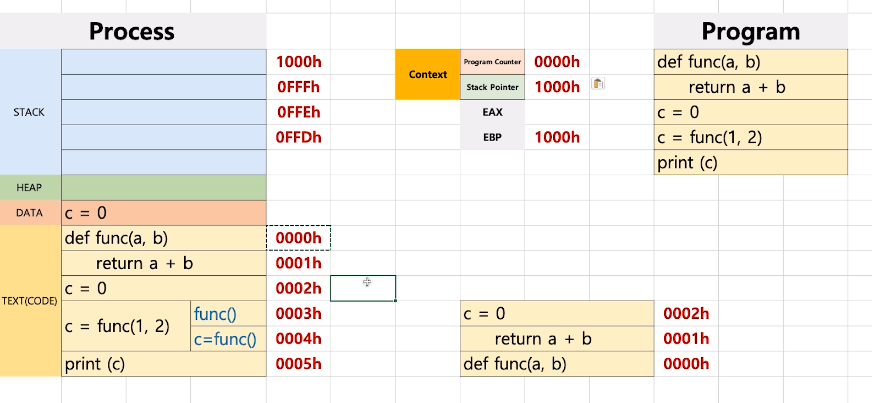 Process
Program
1000h
Context
Program Counter
0000h
def func(a, b)
0FFFh
Stack Pointer
1000h
return a + b
STACK
0FFEh
EAX
c = 0
0FFDh
EBP
1000h
c = func(1, 2)
print (c)
HEAP
DATA
c = 0
def func(a, b)
0000h
return a + b
0001h
TEXT(CODE)
c = 0
0002h
c = func(1, 2)
func()
0003h
c = 0
0002h
c=func()
0004h
return a + b
0001h
print (c)
0005h
def func(a, b)
0000h